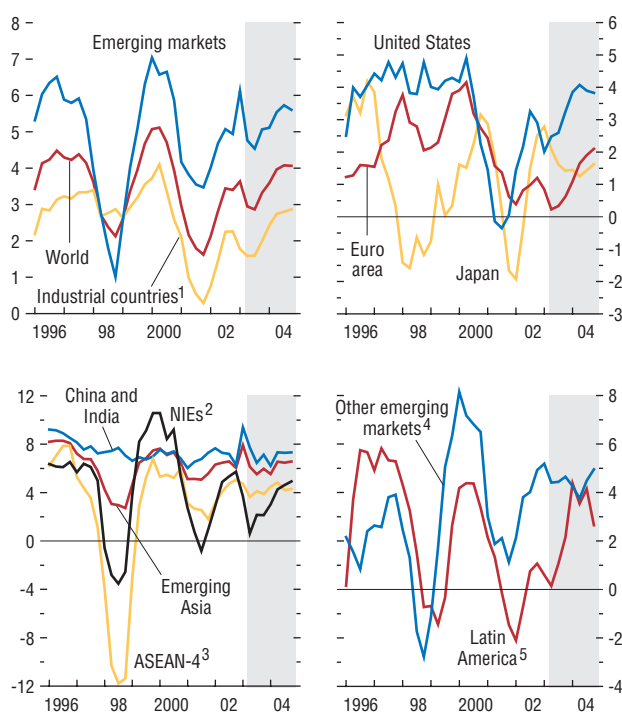 8
7
6
5
4
3
2
1
0
Emerging markets
World
Industrial countries1
1996 98 2000 02 04
6
5
4
3
2
1
0
-1
-2
-3
United States
Euro
area
Japan
1996 98 2000 02 04
12
8
4
0
-4
-8
-12
China and
India
NIEs2
Emerging
Asia
ASEAN-43
1996 98 2000 02 04
8
6
4
2
0
-2
-4
Other emerging
markets4
Latin
America5
1996 98 2000 02 04